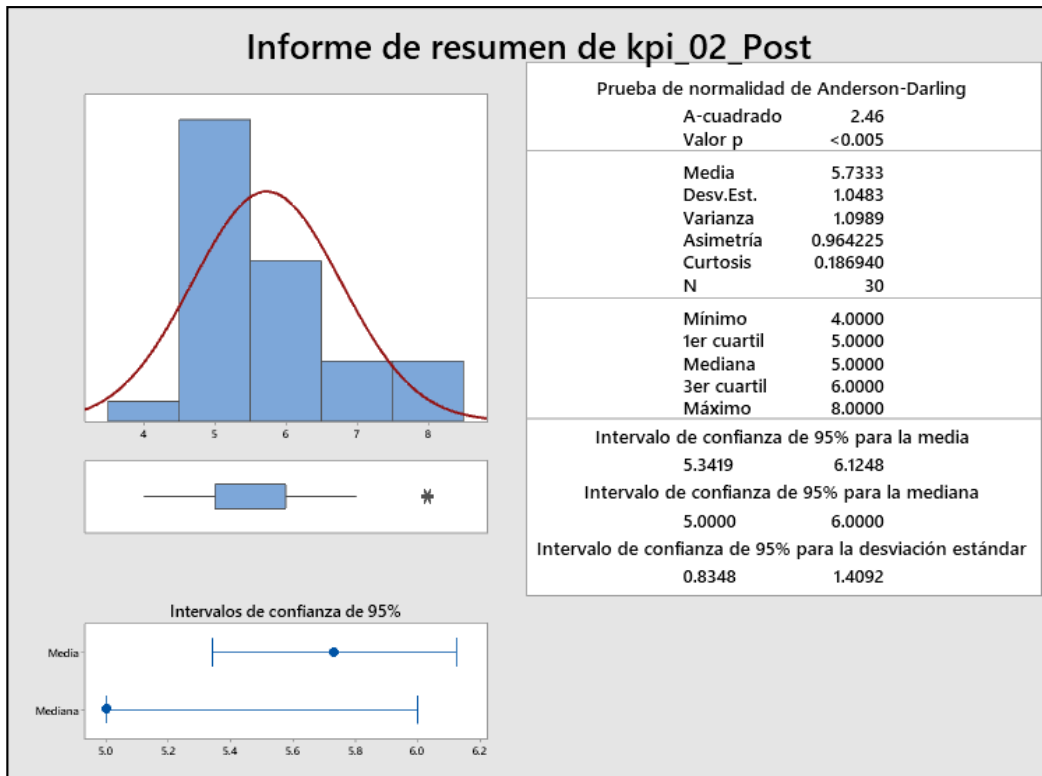 Informe de resumen de kpi_02_Post
4 5 6 7 8
Intervalos de confianza de 95%
Media
Mediana
5.0 5.2 5.4 5.6 5.8 6.0 6.2
Prueba de normalidad de Anderson-Darling
A-cuadrado 2.46
Valor p <0.005
Media 5.7333
Desv.Est. 1.0483
Varianza 1.0989
Asimetría 0.964225
Curtosis 0.186940
N 30
Mínimo 4.0000
1er cuartil 5.0000
Mediana 5.0000
3er cuartil 6.0000
Máximo 8.0000
Intervalo de confianza de 95% para la media
5.3419 6.1248
Intervalo de confianza de 95% para la mediana
5.0000 6.0000
Intervalo de confianza de 95% para la desviación estándar
0.8348 1.4092